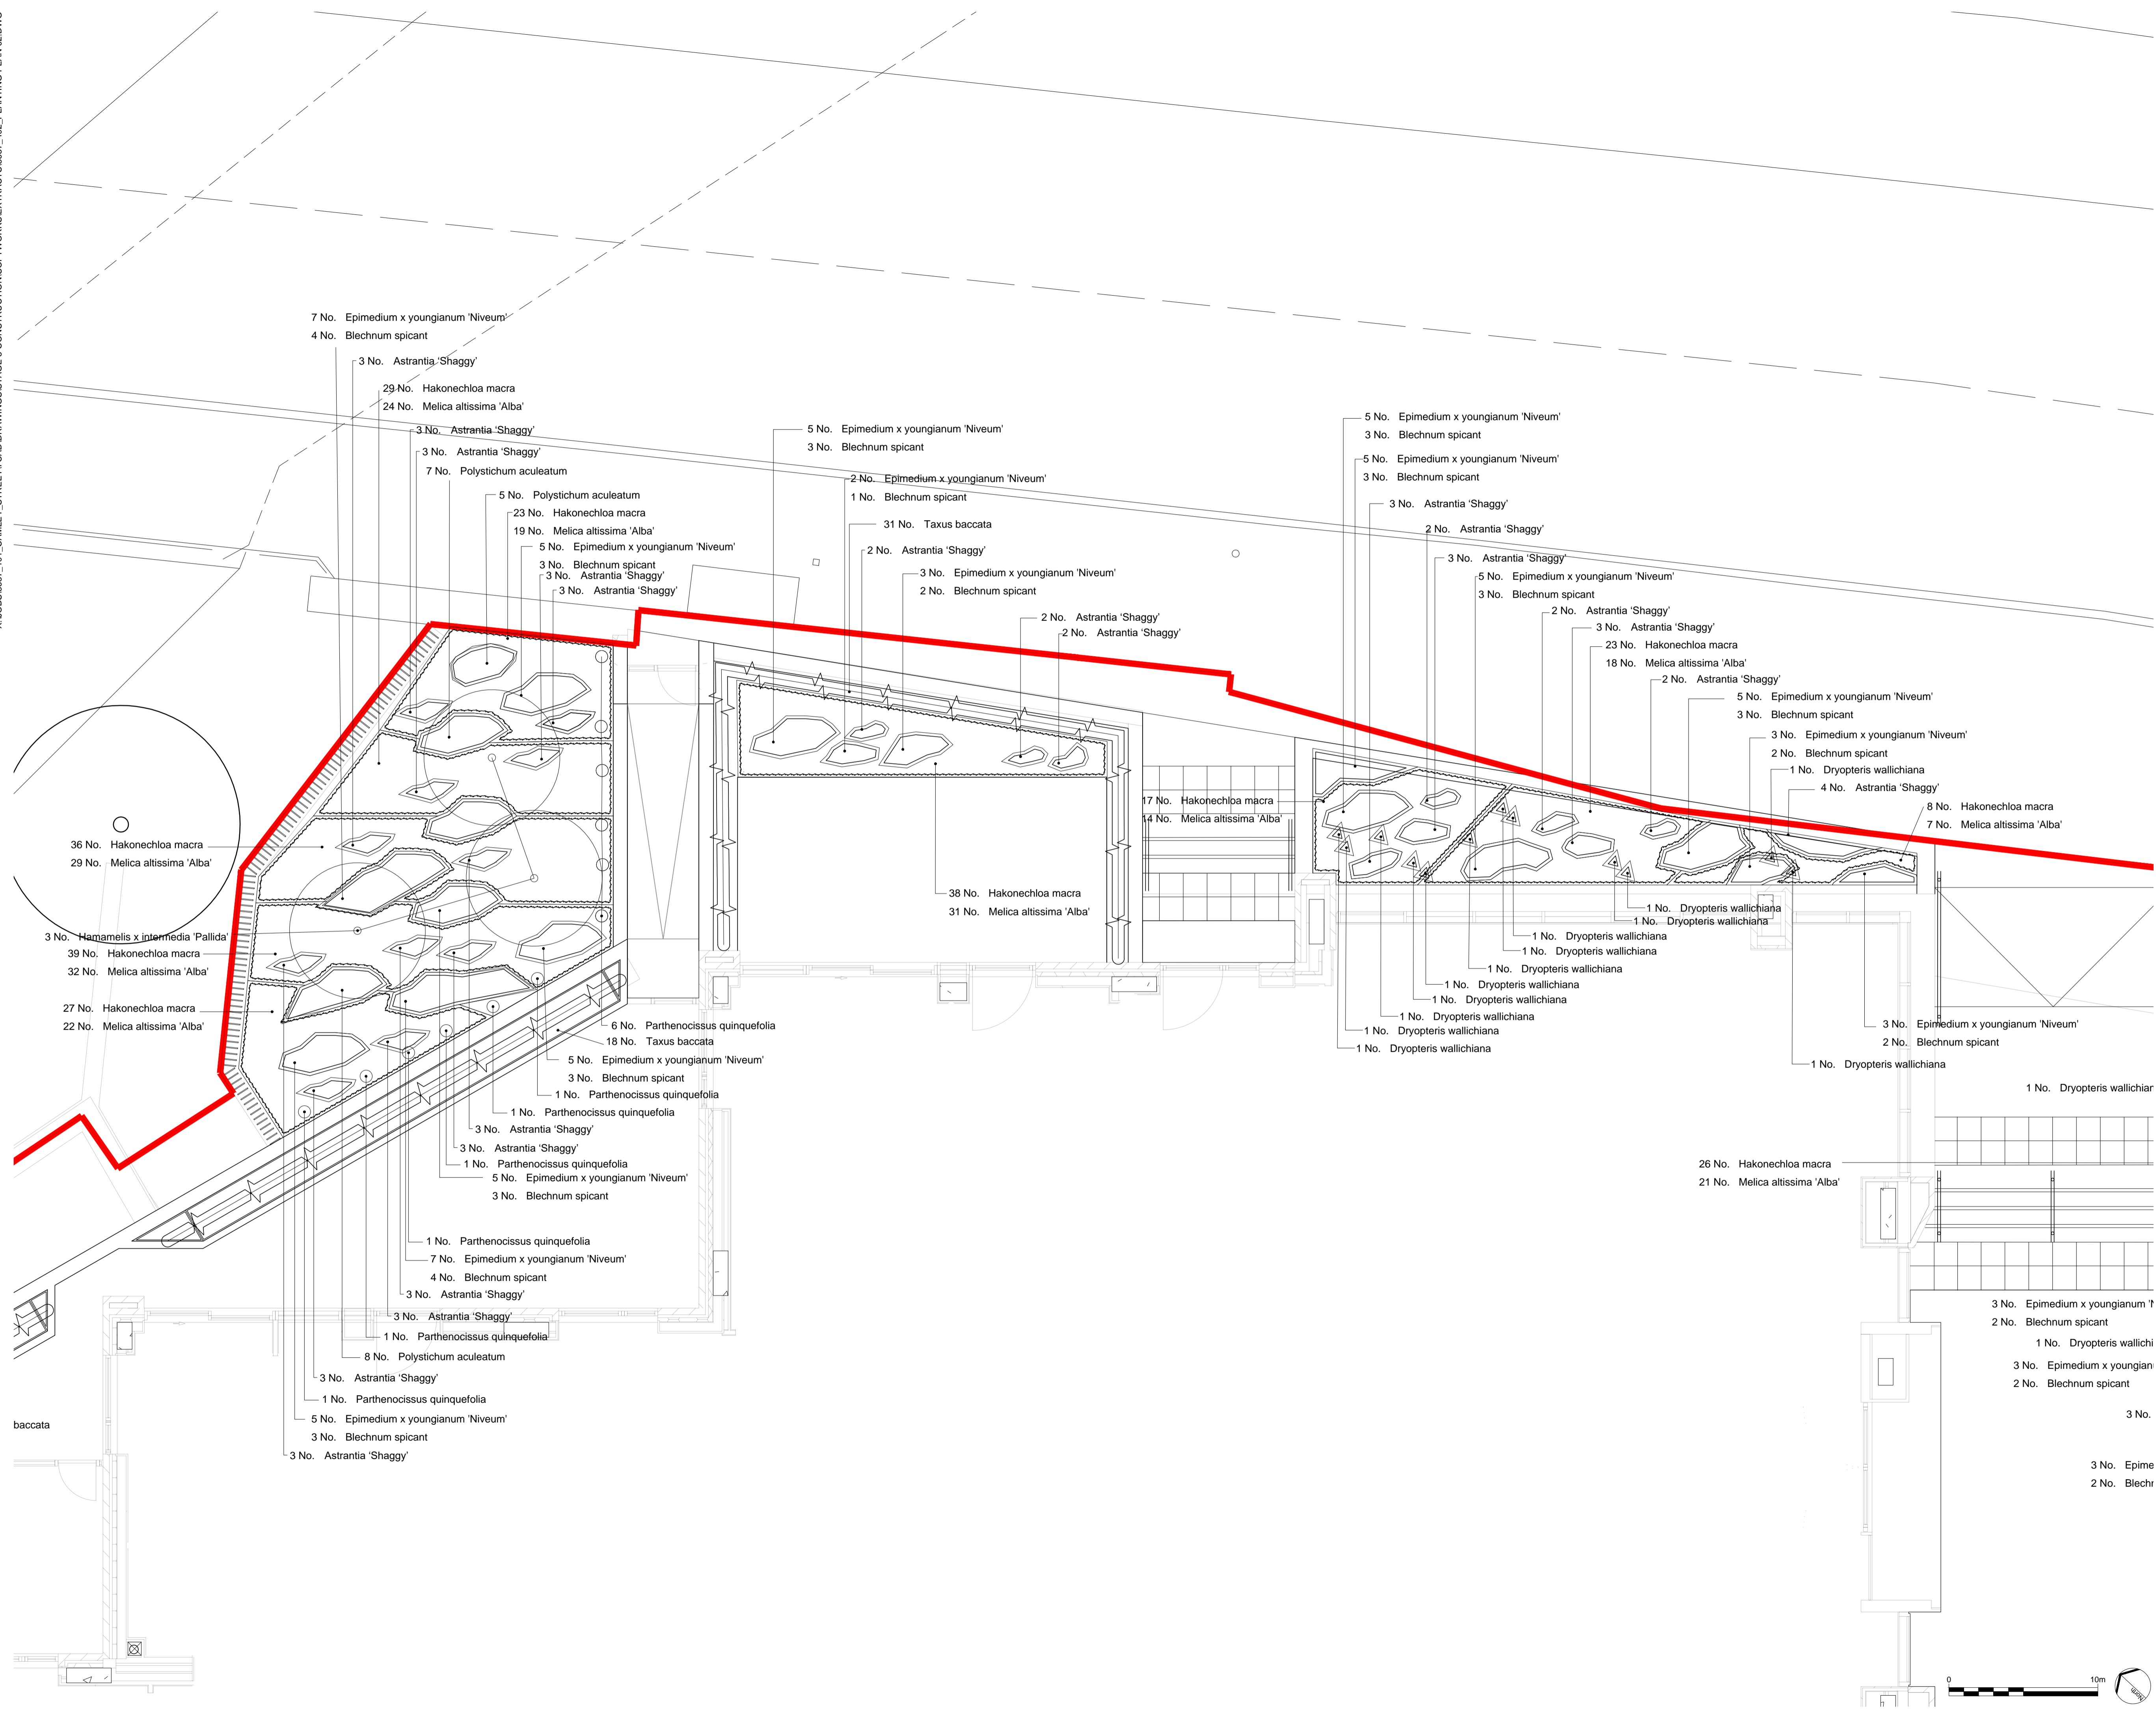 7 No. Epimedium x youngianum 'Niveum'
4 No. Blechnum spicant
3 No. Astrantia 'Shaggy'
29 No. Hakonechloa macra
24 No. Melica altissima 'Alba'
3 No. Astrantia 'Shaggy'
3 No. Astrantia 'Shaggy'
7 No. Polystichum aculeatum
5 No. Polystichum aculeatum
23 No. Hakonechloa macra
19 No. Melica altissima 'Alba'
5 No. Epimedium x youngianum 'Niveum'
3 No. Blechnum spicant
3 No. Astrantia 'Shaggy'
3 No. Astrantia 'Shaggy'
5 No. Epimedium x youngianum 'Niveum'
3 No. Blechnum spicant
2 No. Epimedium x youngianum 'Niveum'
1 No. Blechnum spicant
31 No. Taxus baccata
2 No. Astrantia 'Shaggy'
3 No. Epimedium x youngianum 'Niveum'
2 No. Blechnum spicant
2 No. Astrantia 'Shaggy'
2 No. Astrantia 'Shaggy'
5 No. Epimedium x youngianum 'Niveum'
3 No. Blechnum spicant
5 No. Epimedium x youngianum 'Niveum'
3 No. Blechnum spicant
3 No. Astrantia 'Shaggy'
2 No. Astrantia 'Shaggy'
3 No. Astrantia 'Shaggy'
5 No. Epimedium x youngianum 'Niveum'
3 No. Blechnum spicant
2 No. Astrantia 'Shaggy'
3 No. Astrantia 'Shaggy'
23 No. Hakonechloa macra
18 No. Melica altissima 'Alba'
2 No. Astrantia 'Shaggy'
5 No. Epimedium x youngianum 'Niveum'
3 No. Blechnum spicant
3 No. Epimedium x youngianum 'Niveum'
2 No. Blechnum spicant
1 No. Dryopteris wallichiana
4 No. Astrantia 'Shaggy'
8 No. Hakonechloa macra
7 No. Melica altissima 'Alba'
17 No. Hakonechloa macra
14 No. Melica altissima 'Alba'
36 No. Hakonechloa macra
29 No. Melica altissima 'Alba'
38 No. Hakonechloa macra
31 No. Melica altissima 'Alba'
3 No. Hamamelis x intermedia 'Pallida'
39 No. Hakonechloa macra
32 No. Melica altissima 'Alba'
27 No. Hakonechloa macra
22 No. Melica altissima 'Alba'
1 No. Dryopteris wallichiana
1 No. Dryopteris wallichiana
1 No. Dryopteris wallichiana
1 No. Dryopteris wallichiana
1 No. Dryopteris wallichiana
1 No. Dryopteris wallichiana
1 No. Dryopteris wallichiana
1 No. Dryopteris wallichiana
1 No. Dryopteris wallichiana
1 No. Dryopteris wallichiana
3 No. Epimedium x youngianum 'Niveum'
2 No. Blechnum spicant
1 No. Dryopteris wallichiana
1 No. Dryopteris wallichian
6 No. Parthenocissus quinquefolia
18 No. Taxus baccata
5 No. Epimedium x youngianum 'Niveum'
3 No. Blechnum spicant
1 No. Parthenocissus quinquefolia
1 No. Parthenocissus quinquefolia
3 No. Astrantia 'Shaggy'
3 No. Astrantia 'Shaggy'
1 No. Parthenocissus quinquefolia
5 No. Epimedium x youngianum 'Niveum'
3 No. Blechnum spicant
26 No. Hakonechloa macra
21 No. Melica altissima 'Alba'
1 No. Parthenocissus quinquefolia
7 No. Epimedium x youngianum 'Niveum'
4 No. Blechnum spicant
3 No. Astrantia 'Shaggy'
3 No. Astrantia 'Shaggy'
1 No. Parthenocissus quinquefolia
8 No. Polystichum aculeatum
3 No. Astrantia 'Shaggy'
1 No. Parthenocissus quinquefolia
5 No. Epimedium x youngianum 'Niveum'
3 No. Blechnum spicant
3 No. Astrantia 'Shaggy'
baccata
3 No. Epimedium x youngianum
2 No. Blechnum spicant
1 No. Dryopteris wallichi
3 No. Epimedium x youngian
2 No. Blechnum spicant
3 No.
3 No. Epime
2 No. Blech
0 10m
North